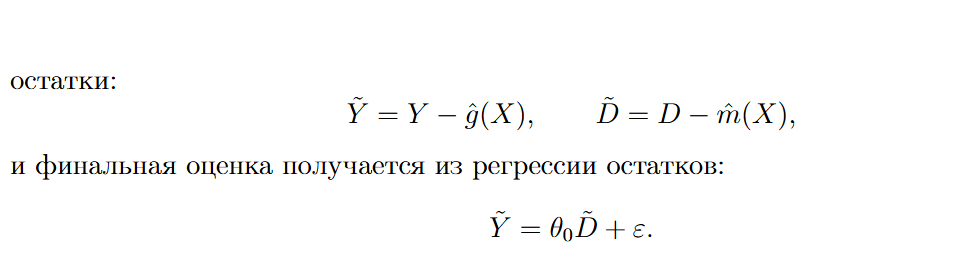 остатки:
Ỹ = Y − ĝ(X), D̃ = D − m̂(X),
и финальная оценка получается из регрессии остатков:
Ỹ = θ₀D̃ + ε.